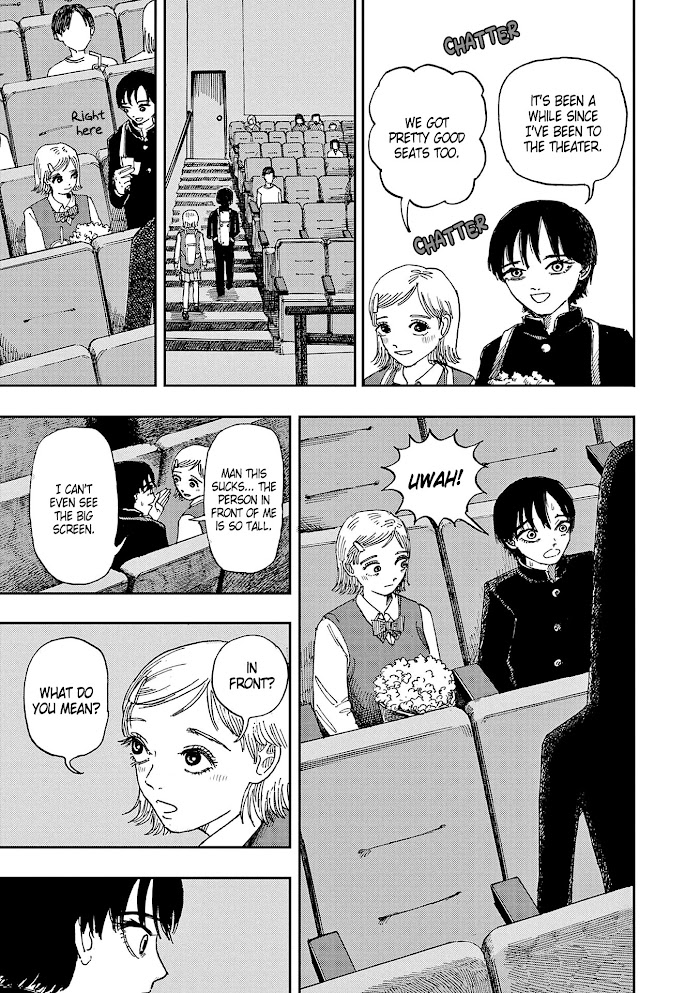 CHATTER
IT'S BEEN A
WHILE SINCE
I'VE BEEN TO
THE THEATER.
WE GOT
PRETTY GOOD
SEATS TOO.
CHATTER
Right
here
UWAH!
MAN THIS
SUCKS... THE
PERSON IN
FRONT OF ME
IS SO TALL.
I CAN'T
EVEN SEE
THE BIG
SCREEN.
IN
FRONT?
WHAT DO
YOU MEAN?